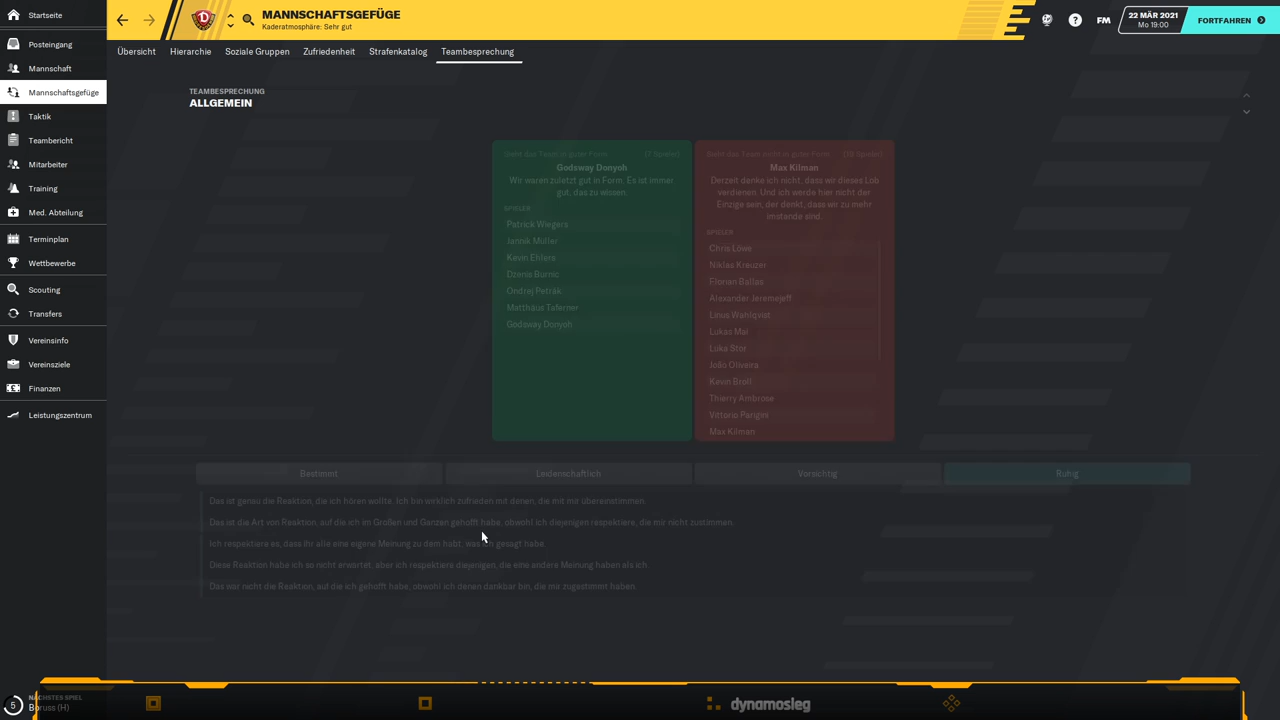 Startseite
Posteingang
Mannschaft
Mannschaftsgefüge
Taktik
Teambericht
Mitarbeiter
Training
Med. Abteilung
Terminplan
Wettbewerbe
Scouting
Transfers
Vereinsinfo
Vereinsziele
Finanzen
Leistungszentrum
NÄCHSTES SPIEL
5
MANNSCHAFTSGEFÜGE
Kaderatmosphäre: Sehr gut
FM
22 MÄR 2021
Mo 19:00
FORTFAHREN
Übersicht Hierarchie Soziale Gruppen Zufriedenheit Strafenkatalog Teambesprechung
TEAMBESPRECHUNG
ALLGEMEIN
Sieht das Team in guter Form (7 Spieler)
Godsway Donyoh
Wir waren zuletzt gut in Form. Es ist immer
gut, das zu wissen.
SPIELER
Patrick Wiegers
Jannik Müller
Kevin Ehlers
Dzenis Burnic
Ondrej Petrák
Matthäus Taferner
Godsway Donyoh
Sieht das Team nicht in guter Form
Max Kilman
Derzeit denke ich nicht, dass wir dieses Lob
verdienen. Und ich werde hier nicht der
Einzige sein, der denkt, dass wir zu mehr
imstande sind.
SPIELER
Chris Löwe
Niklas Kreuzer
Florian Ballas
Alexander Jeremejeff
Linus Wahlqvist
Lukas Mai
Luka Stor
João Oliveira
Kevin Broll
Thierry Ambrose
Vittorio Parigini
Max Kilman
Bestimmt Leidenschaftlich Vorsichtig Ruhig
Das ist genau die Reaktion, die ich hören wollte. Ich bin wirklich zufrieden mit denen, die mit mir übereinstimmen.
Das ist die Art von Reaktion, auf die ich im Großen und Ganzen gehofft habe, obwohl ich diejenigen respektiere, die mir nicht zustimmen.
Ich respektiere es, dass ihr alle eine eigene Meinung zu dem habt, was ich gesagt habe.
Diese Reaktion habe ich so nicht erwartet, aber ich respektiere diejenigen, die eine andere Meinung haben als ich.
Das war nicht die Reaktion, auf die ich gehofft habe, obwohl ich denen dankbar bin, die mir zugestimmt haben.
dynamosleg